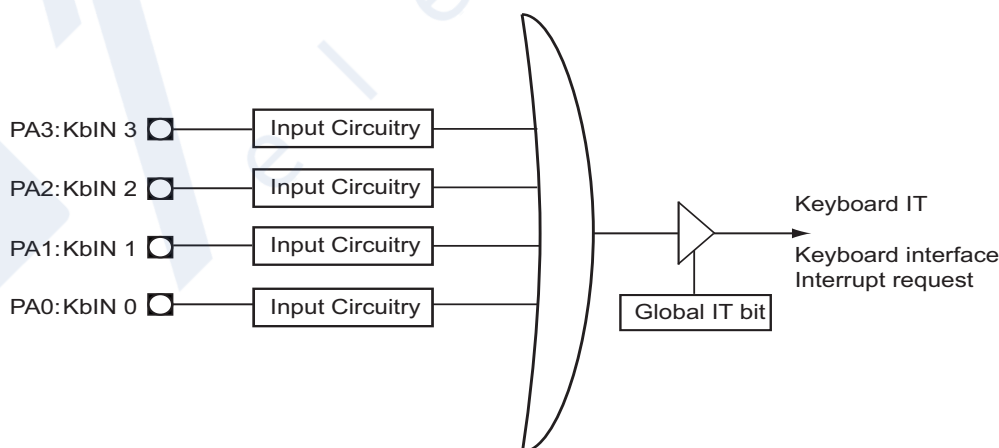 PA3:KbIN 3
Input Circuitry
PA2:KbIN 2
Input Circuitry
PA1:KbIN 1
Input Circuitry
PA0:KbIN 0
Input Circuitry
Keyboard IT
Keyboard interface
Interrupt request
Global IT bit
e l e